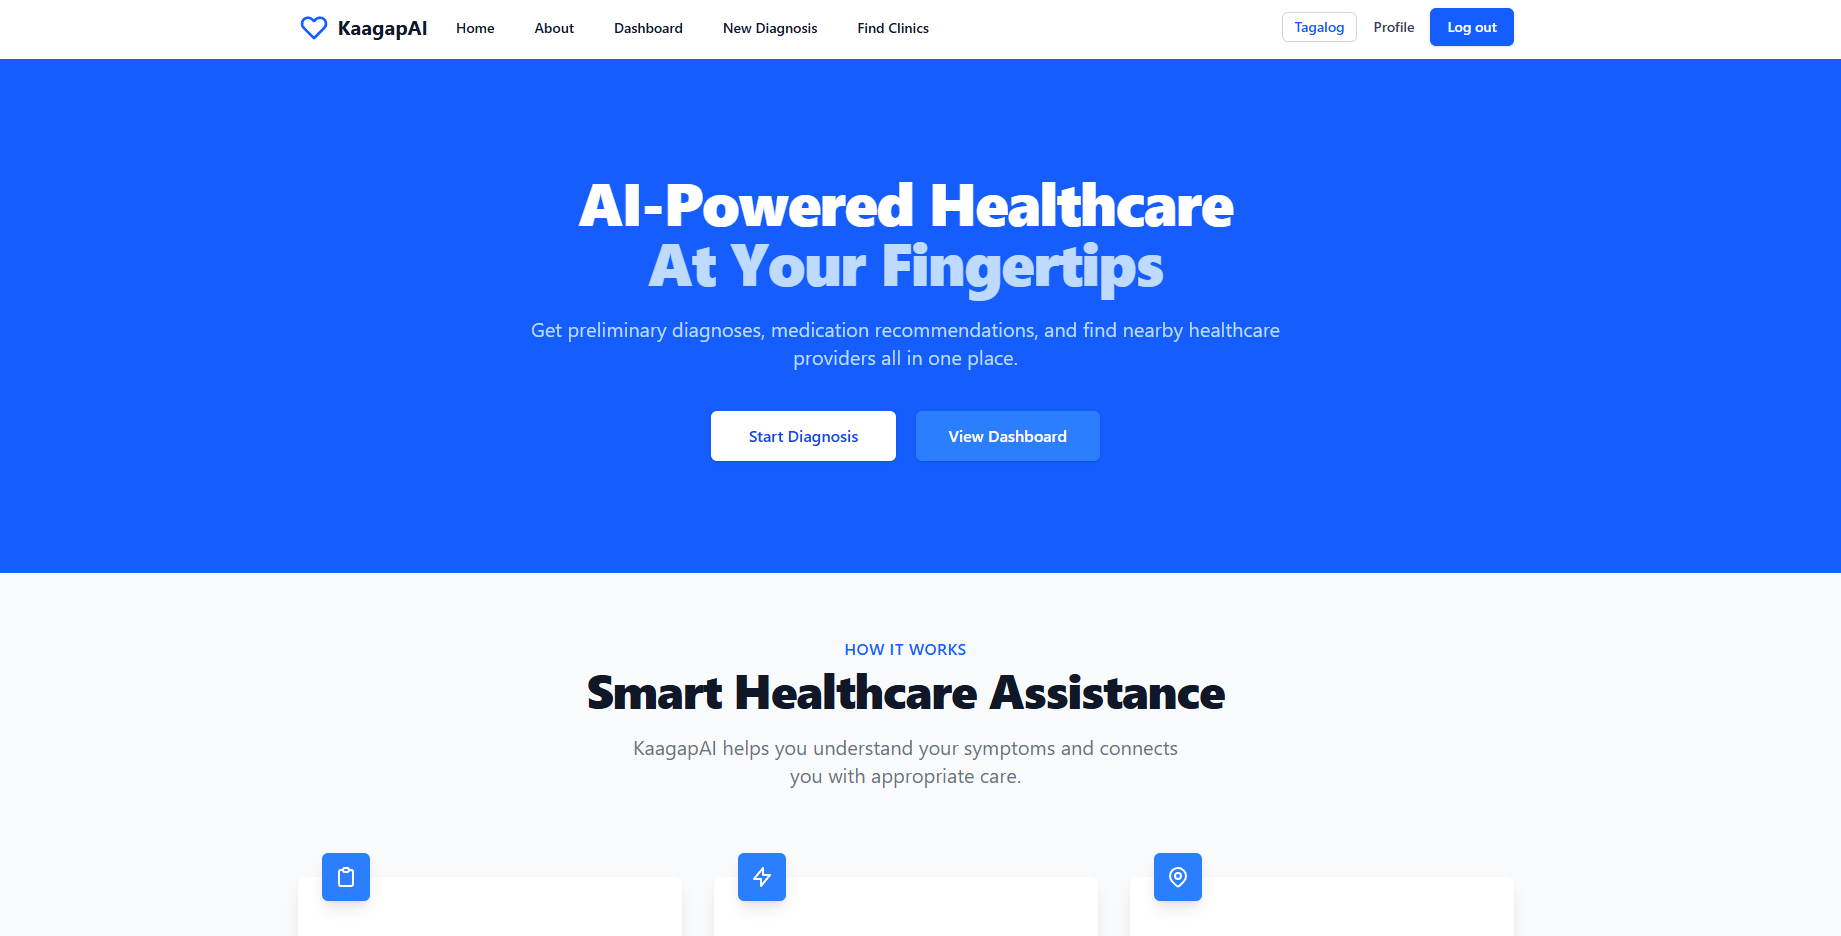 KaagapAI
Home
About
Dashboard
New Diagnosis
Find Clinics
Tagalog
Profile
Log out
AI-Powered Healthcare
At Your Fingertips
Get preliminary diagnoses, medication recommendations, and find nearby healthcare
providers all in one place.
Start Diagnosis
View Dashboard
HOW IT WORKS
Smart Healthcare Assistance
KaagapAI helps you understand your symptoms and connects
you with appropriate care.